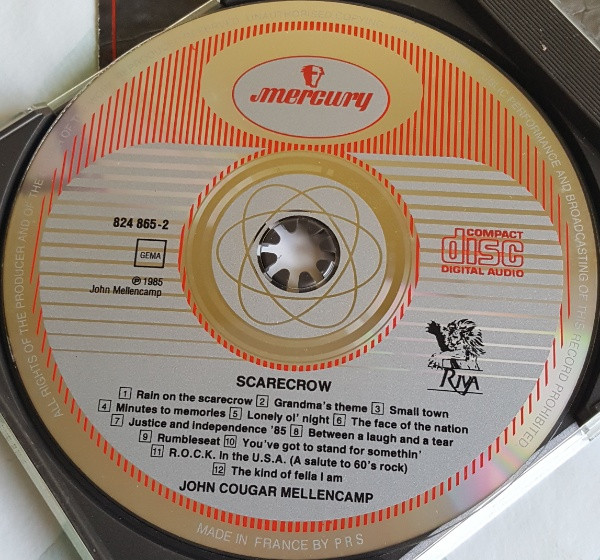 mercury
824 865-2
GEMA
℗ 1985
John Mellencamp
COMPACT
disc
DIGITAL AUDIO
RIVA
SCARECROW
1 Rain on the scarecrow 2 Grandma's theme 3 Small town
4 Minutes to memories 5 Lonely ol' night 6 The face of the nation
7 Justice and independence '85 8 Between a laugh and a tear
9 Rumbleseat 10 You've got to stand for somethin'
11 R.O.C.K. in the U.S.A. (A salute to 60's rock)
12 The kind of fella I am
JOHN COUGAR MELLENCAMP
ALL RIGHTS OF THE PRODUCER AND OF THE
PERFORMANCE AND BROADCASTING OF THIS RECORD PROHIBITED
MADE IN FRANCE BY P R S